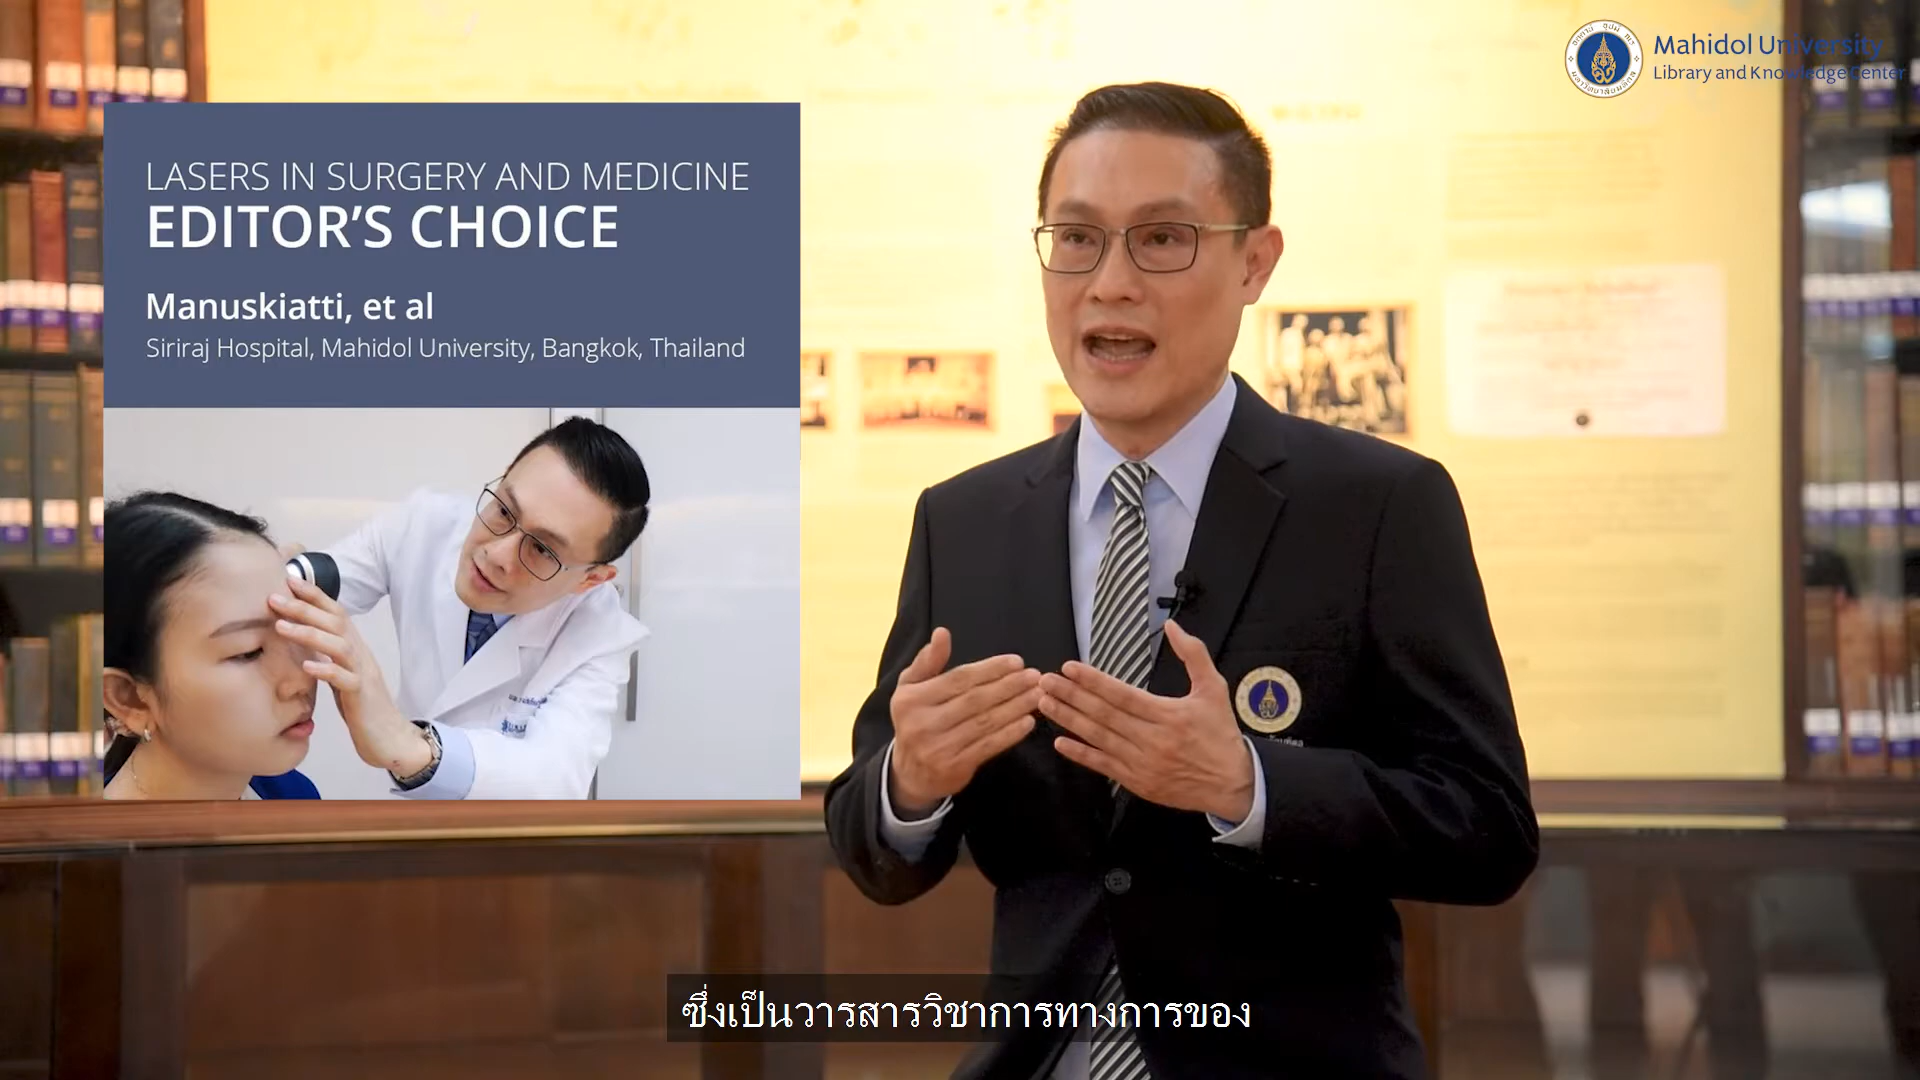 Mahidol University
Library and Knowledge Center
LASERS IN SURGERY AND MEDICINE
EDITOR'S CHOICE
Manuskiatti, et al
Siriraj Hospital, Mahidol University, Bangkok, Thailand
ซึ่งเป็นวารสารวิชาการทางการของ